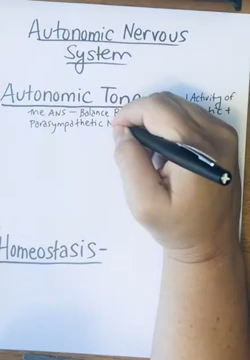 Autonomic Nervous
System
Autonomic Tone
Activity of
the ANS - Balance
Parasympathetic N
Homeostasis-